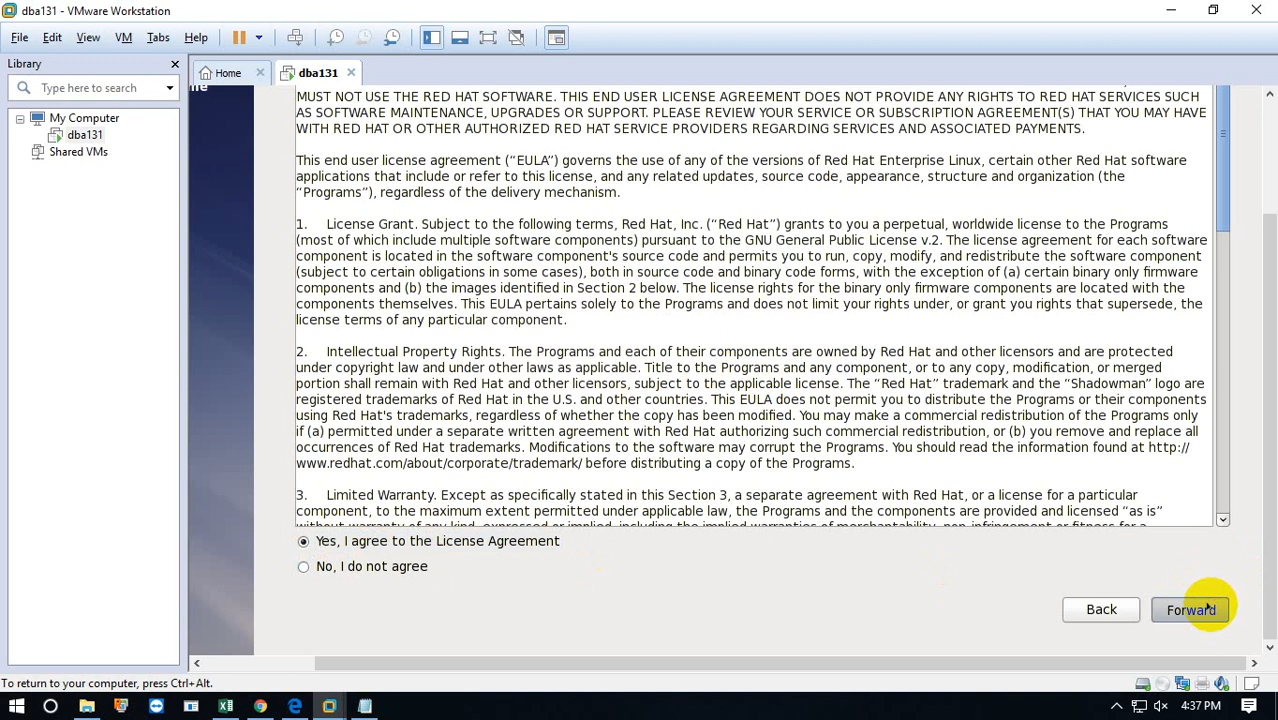 dba131 - VMware Workstation
File Edit View VM Tabs Help
Library
Type here to search
My Computer
dba131
Shared VMs
Home
dba131
MUST NOT USE THE RED HAT SOFTWARE. THIS END USER LICENSE AGREEMENT DOES NOT PROVIDE ANY RIGHTS TO RED HAT SERVICES SUCH
AS SOFTWARE MAINTENANCE, UPGRADES OR SUPPORT. PLEASE REVIEW YOUR SERVICE OR SUBSCRIPTION AGREEMENT(S) THAT YOU MAY HAVE
WITH RED HAT OR OTHER AUTHORIZED RED HAT SERVICE PROVIDERS REGARDING SERVICES AND ASSOCIATED PAYMENTS.
This end user license agreement (“EULA”) governs the use of any of the versions of Red Hat Enterprise Linux, certain other Red Hat software
applications that include or refer to this license, and any related updates, source code, appearance, structure and organization (the
“Programs”), regardless of the delivery mechanism.
1. License Grant. Subject to the following terms, Red Hat, Inc. (“Red Hat”) grants to you a perpetual, worldwide license to the Programs
(most of which include multiple software components) pursuant to the GNU General Public License v.2. The license agreement for each software
component is located in the software component's source code and permits you to run, copy, modify, and redistribute the software component
(subject to certain obligations in some cases), both in source code and binary code forms, with the exception of (a) certain binary only firmware
components and (b) the images identified in Section 2 below. The license rights for the binary only firmware components are located with the
components themselves. This EULA pertains solely to the Programs and does not limit your rights under, or grant you rights that supersede, the
license terms of any particular component.
2. Intellectual Property Rights. The Programs and each of their components are owned by Red Hat and other licensors and are protected
under copyright law and under other laws as applicable. Title to the Programs and any component, or to any copy, modification, or merged
portion shall remain with Red Hat and other licensors, subject to the applicable license. The “Red Hat” trademark and the “Shadowman” logo are
registered trademarks of Red Hat in the U.S. and other countries. This EULA does not permit you to distribute the Programs or their components
using Red Hat's trademarks, regardless of whether the copy has been modified. You may make a commercial redistribution of the Programs only
if (a) permitted under a separate written agreement with Red Hat authorizing such commercial redistribution, or (b) you remove and replace all
occurrences of Red Hat trademarks. Modifications to the software may corrupt the Programs. You should read the information found at http://
www.redhat.com/about/corporate/trademark/ before distributing a copy of the Programs.
3. Limited Warranty. Except as specifically stated in this Section 3, a separate agreement with Red Hat, or a license for a particular
component, to the maximum extent permitted under applicable law, the Programs and the components are provided and licensed “as is”
without warranty of any kind, expressed or implied, including the implied warranties of merchantability, non-infringement or fitness for a
Yes, I agree to the License Agreement
No, I do not agree
Back
Forward
To return to your computer, press Ctrl+Alt.
4:37 PM